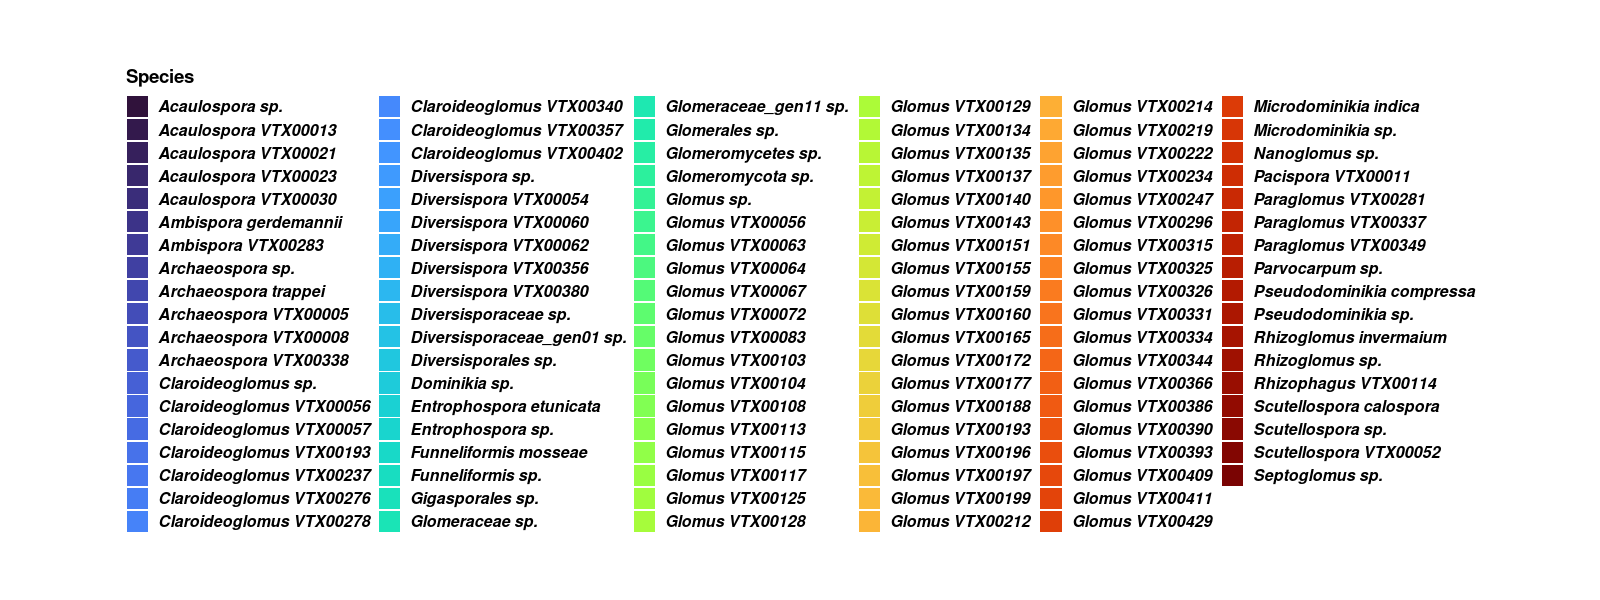 Species
Acaulospora sp.
Acaulospora VTX00013
Acaulospora VTX00021
Acaulospora VTX00023
Acaulospora VTX00030
Ambispora gerdemannii
Ambispora VTX00283
Archaeospora sp.
Archaeospora trappei
Archaeospora VTX00005
Archaeospora VTX00008
Archaeospora VTX00338
Claroideoglomus sp.
Claroideoglomus VTX00056
Claroideoglomus VTX00057
Claroideoglomus VTX00193
Claroideoglomus VTX00237
Claroideoglomus VTX00276
Claroideoglomus VTX00278
Claroideoglomus VTX00340
Claroideoglomus VTX00357
Claroideoglomus VTX00402
Diversispora sp.
Diversispora VTX00054
Diversispora VTX00060
Diversispora VTX00062
Diversispora VTX00356
Diversispora VTX00380
Diversisporaceae sp.
Diversisporaceae_gen01 sp.
Diversisporales sp.
Dominikia sp.
Entrophospora etunicata
Entrophospora sp.
Funneliformis mosseae
Funneliformis sp.
Gigasporales sp.
Glomeraceae sp.
Glomeraceae_gen11 sp.
Glomerales sp.
Glomeromycetes sp.
Glomeromycota sp.
Glomus sp.
Glomus VTX00056
Glomus VTX00063
Glomus VTX00064
Glomus VTX00067
Glomus VTX00072
Glomus VTX00083
Glomus VTX00103
Glomus VTX00104
Glomus VTX00108
Glomus VTX00113
Glomus VTX00115
Glomus VTX00117
Glomus VTX00125
Glomus VTX00128
Glomus VTX00129
Glomus VTX00134
Glomus VTX00135
Glomus VTX00137
Glomus VTX00140
Glomus VTX00143
Glomus VTX00151
Glomus VTX00155
Glomus VTX00159
Glomus VTX00160
Glomus VTX00165
Glomus VTX00172
Glomus VTX00177
Glomus VTX00188
Glomus VTX00193
Glomus VTX00196
Glomus VTX00197
Glomus VTX00199
Glomus VTX00212
Glomus VTX00214
Glomus VTX00219
Glomus VTX00222
Glomus VTX00234
Glomus VTX00247
Glomus VTX00296
Glomus VTX00315
Glomus VTX00325
Glomus VTX00326
Glomus VTX00331
Glomus VTX00334
Glomus VTX00344
Glomus VTX00366
Glomus VTX00386
Glomus VTX00390
Glomus VTX00393
Glomus VTX00409
Glomus VTX00411
Glomus VTX00429
Microdominikia indica
Microdominikia sp.
Nanoglomus sp.
Pacispora VTX00011
Paraglomus VTX00281
Paraglomus VTX00337
Paraglomus VTX00349
Parvocarpum sp.
Pseudodominikia compressa
Pseudodominikia sp.
Rhizoglomus invermaium
Rhizoglomus sp.
Rhizophagus VTX00114
Scutellospora calospora
Scutellospora sp.
Scutellospora VTX00052
Septoglomus sp.